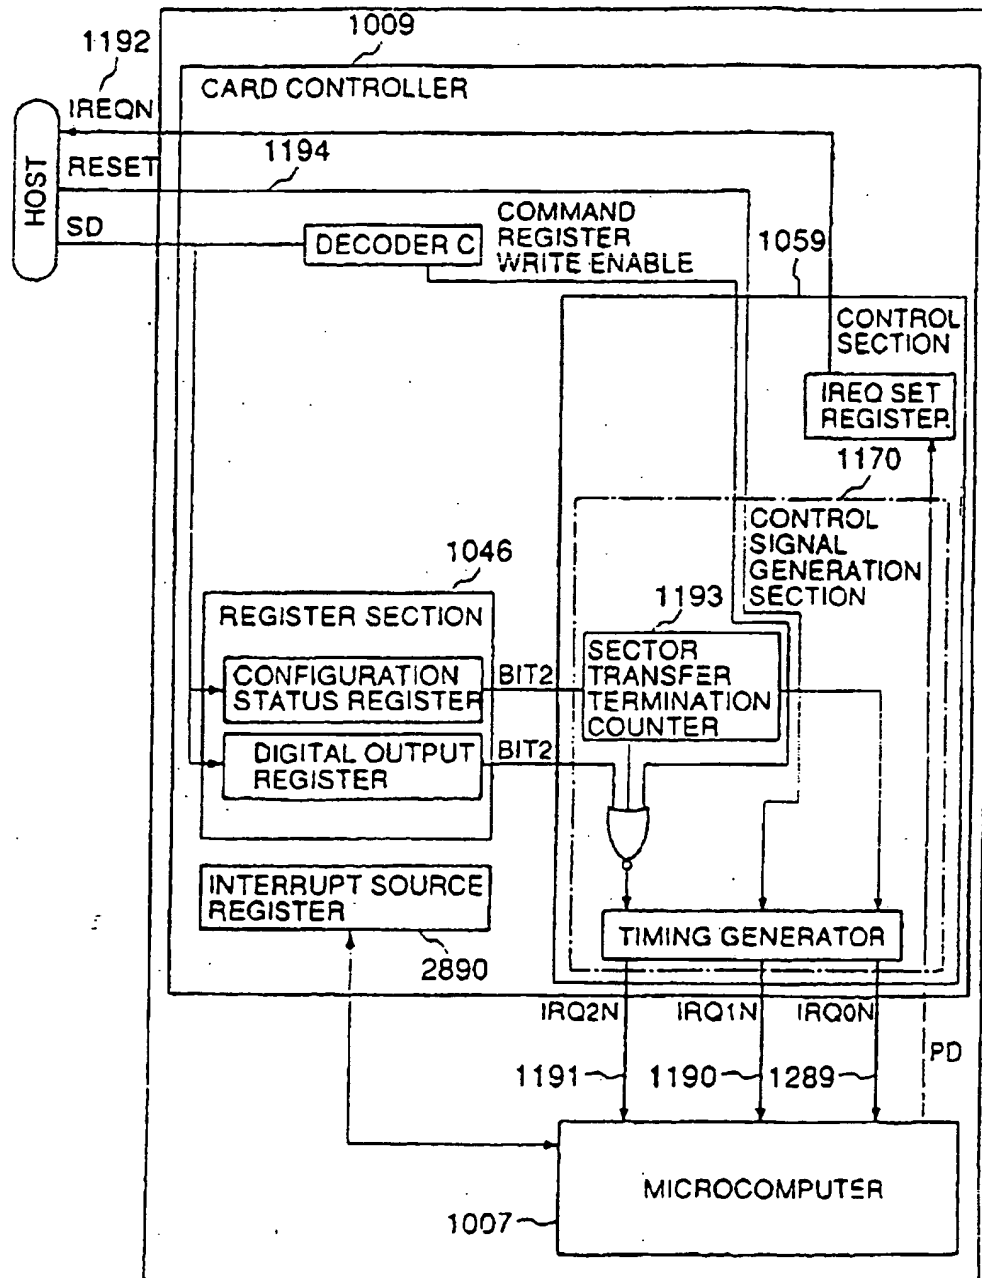 1009
1192
CARD CONTROLLER
IREQN
HOST
RESET
1194
SD
DECODER C
COMMAND
REGISTER
WRITE ENABLE
1059
CONTROL
SECTION
IREQ SET
REGISTER
1170
CONTROL
SIGNAL
GENERATION
SECTION
1046
1193
REGISTER SECTION
CONFIGURATION
STATUS REGISTER
BIT2
SECTOR
TRANSFER
TERMINATION
COUNTER
DIGITAL OUTPUT
REGISTER
BIT2
INTERRUPT SOURCE
REGISTER
2890
TIMING GENERATOR
IRQ2N
IRQ1N
IRQ0N
PD
1191
1190
1289
MICROCOMPUTER
1007